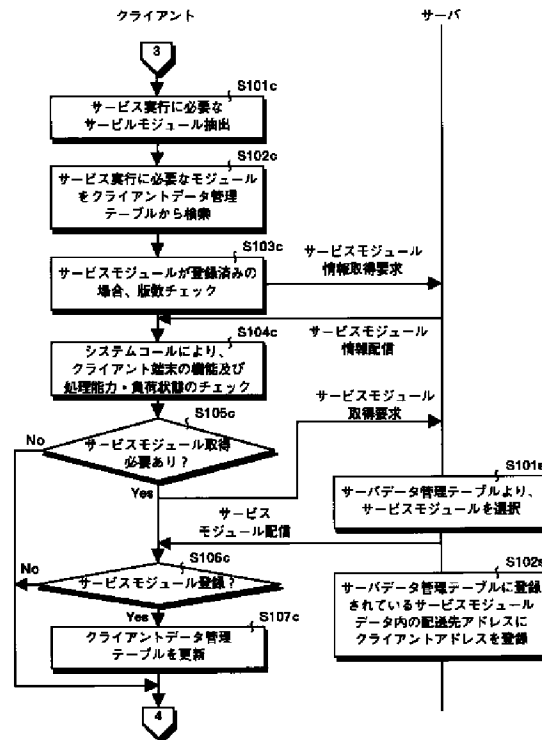 クライアント
サーバ
3
S101c
サービス実行に必要な
サービルモジュール抽出
S102c
サービス実行に必要なモジュール
をクライアントデータ管理
テーブルから検索
S103c
サービスモジュールが登録済みの
場合、版数チェック
サービスモジュール
情報取得要求
サービスモジュール
情報配信
S104c
システムコールにより、
クライアント端末の機能及び
処理能力・負荷状態のチェック
サービスモジュール
取得要求
S105c
No
サービスモジュール取得
必要あり？
Yes
S101s
サーバデータ管理テーブルより、
サービスモジュールを選択
サービス
モジュール配信
S106c
No
サービスモジュール登録？
Yes
S102s
サーバデータ管理テーブルに登録
されているサービスモジュール
データ内の配送先アドレスに
クライアントアドレスを登録
S107c
クライアントデータ管理
テーブルを更新
4